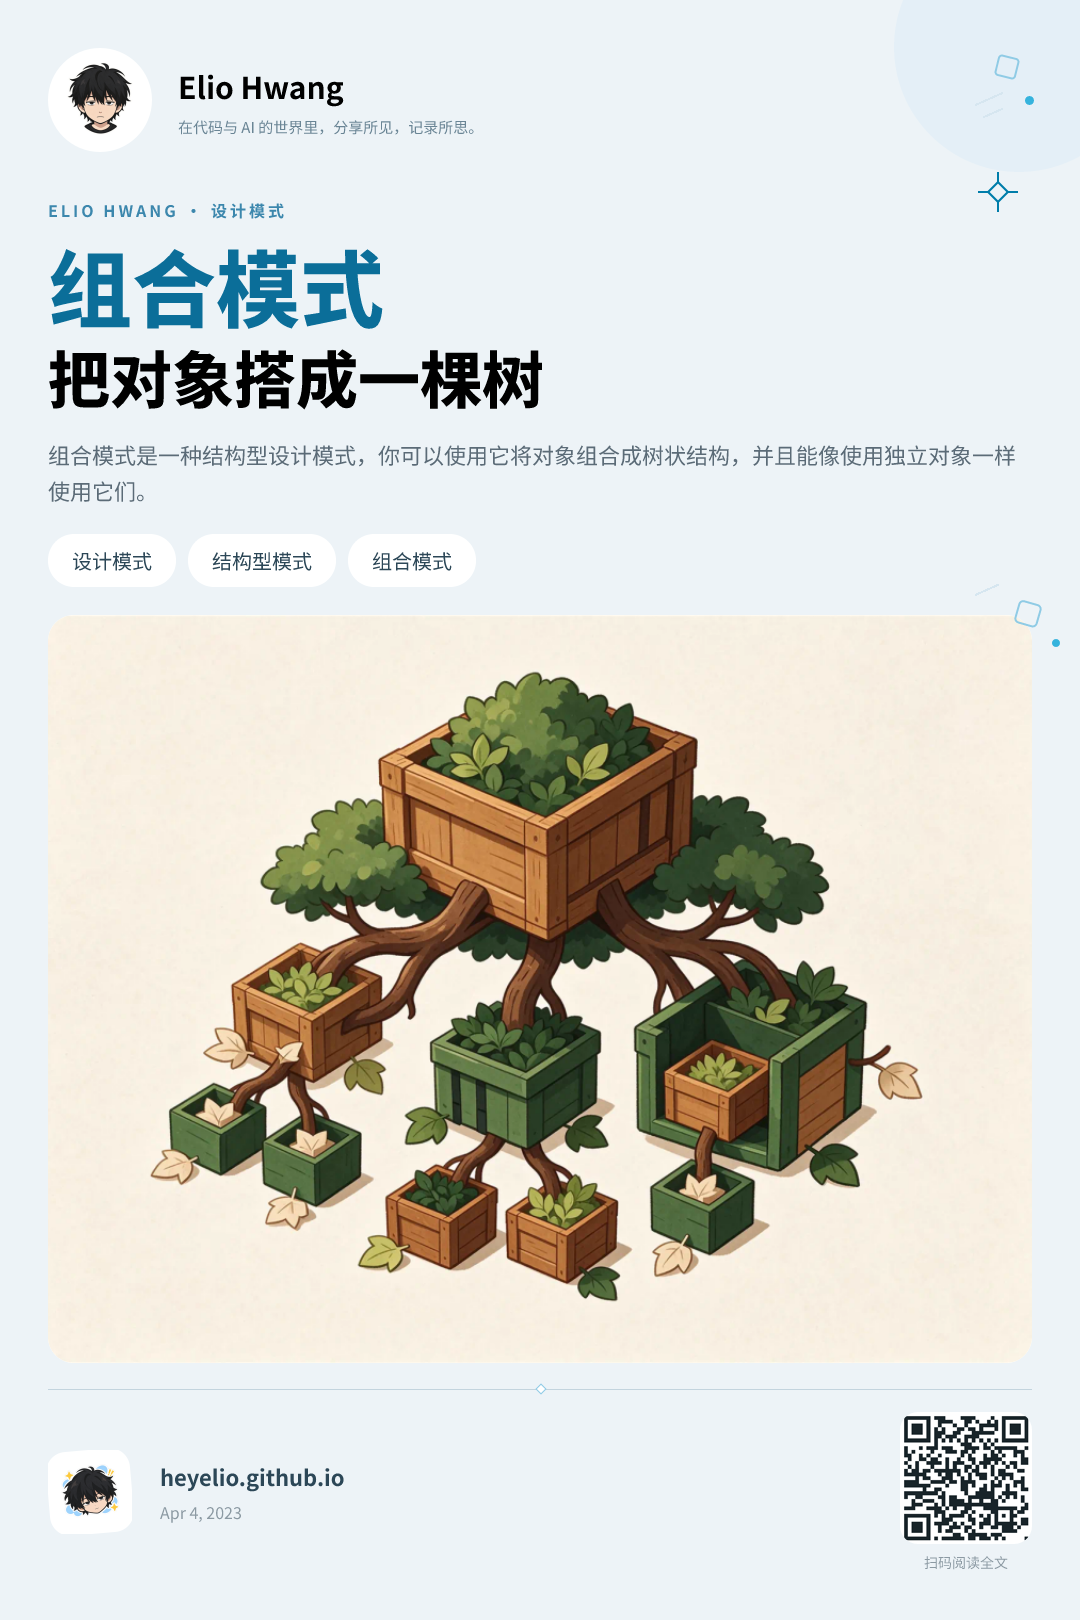 Elio Hwang
在代码与 AI 的世界里，分享所见，记录所思。
ELIO HWANG • 设计模式
组合模式
把对象搭成一棵树
组合模式是一种结构型设计模式，你可以使用它将对象组合成树状结构，并且能像使用独立对象一样
使用它们。
设计模式 结构型模式 组合模式
heyelio.github.io
Apr 4, 2023
扫码阅读全文